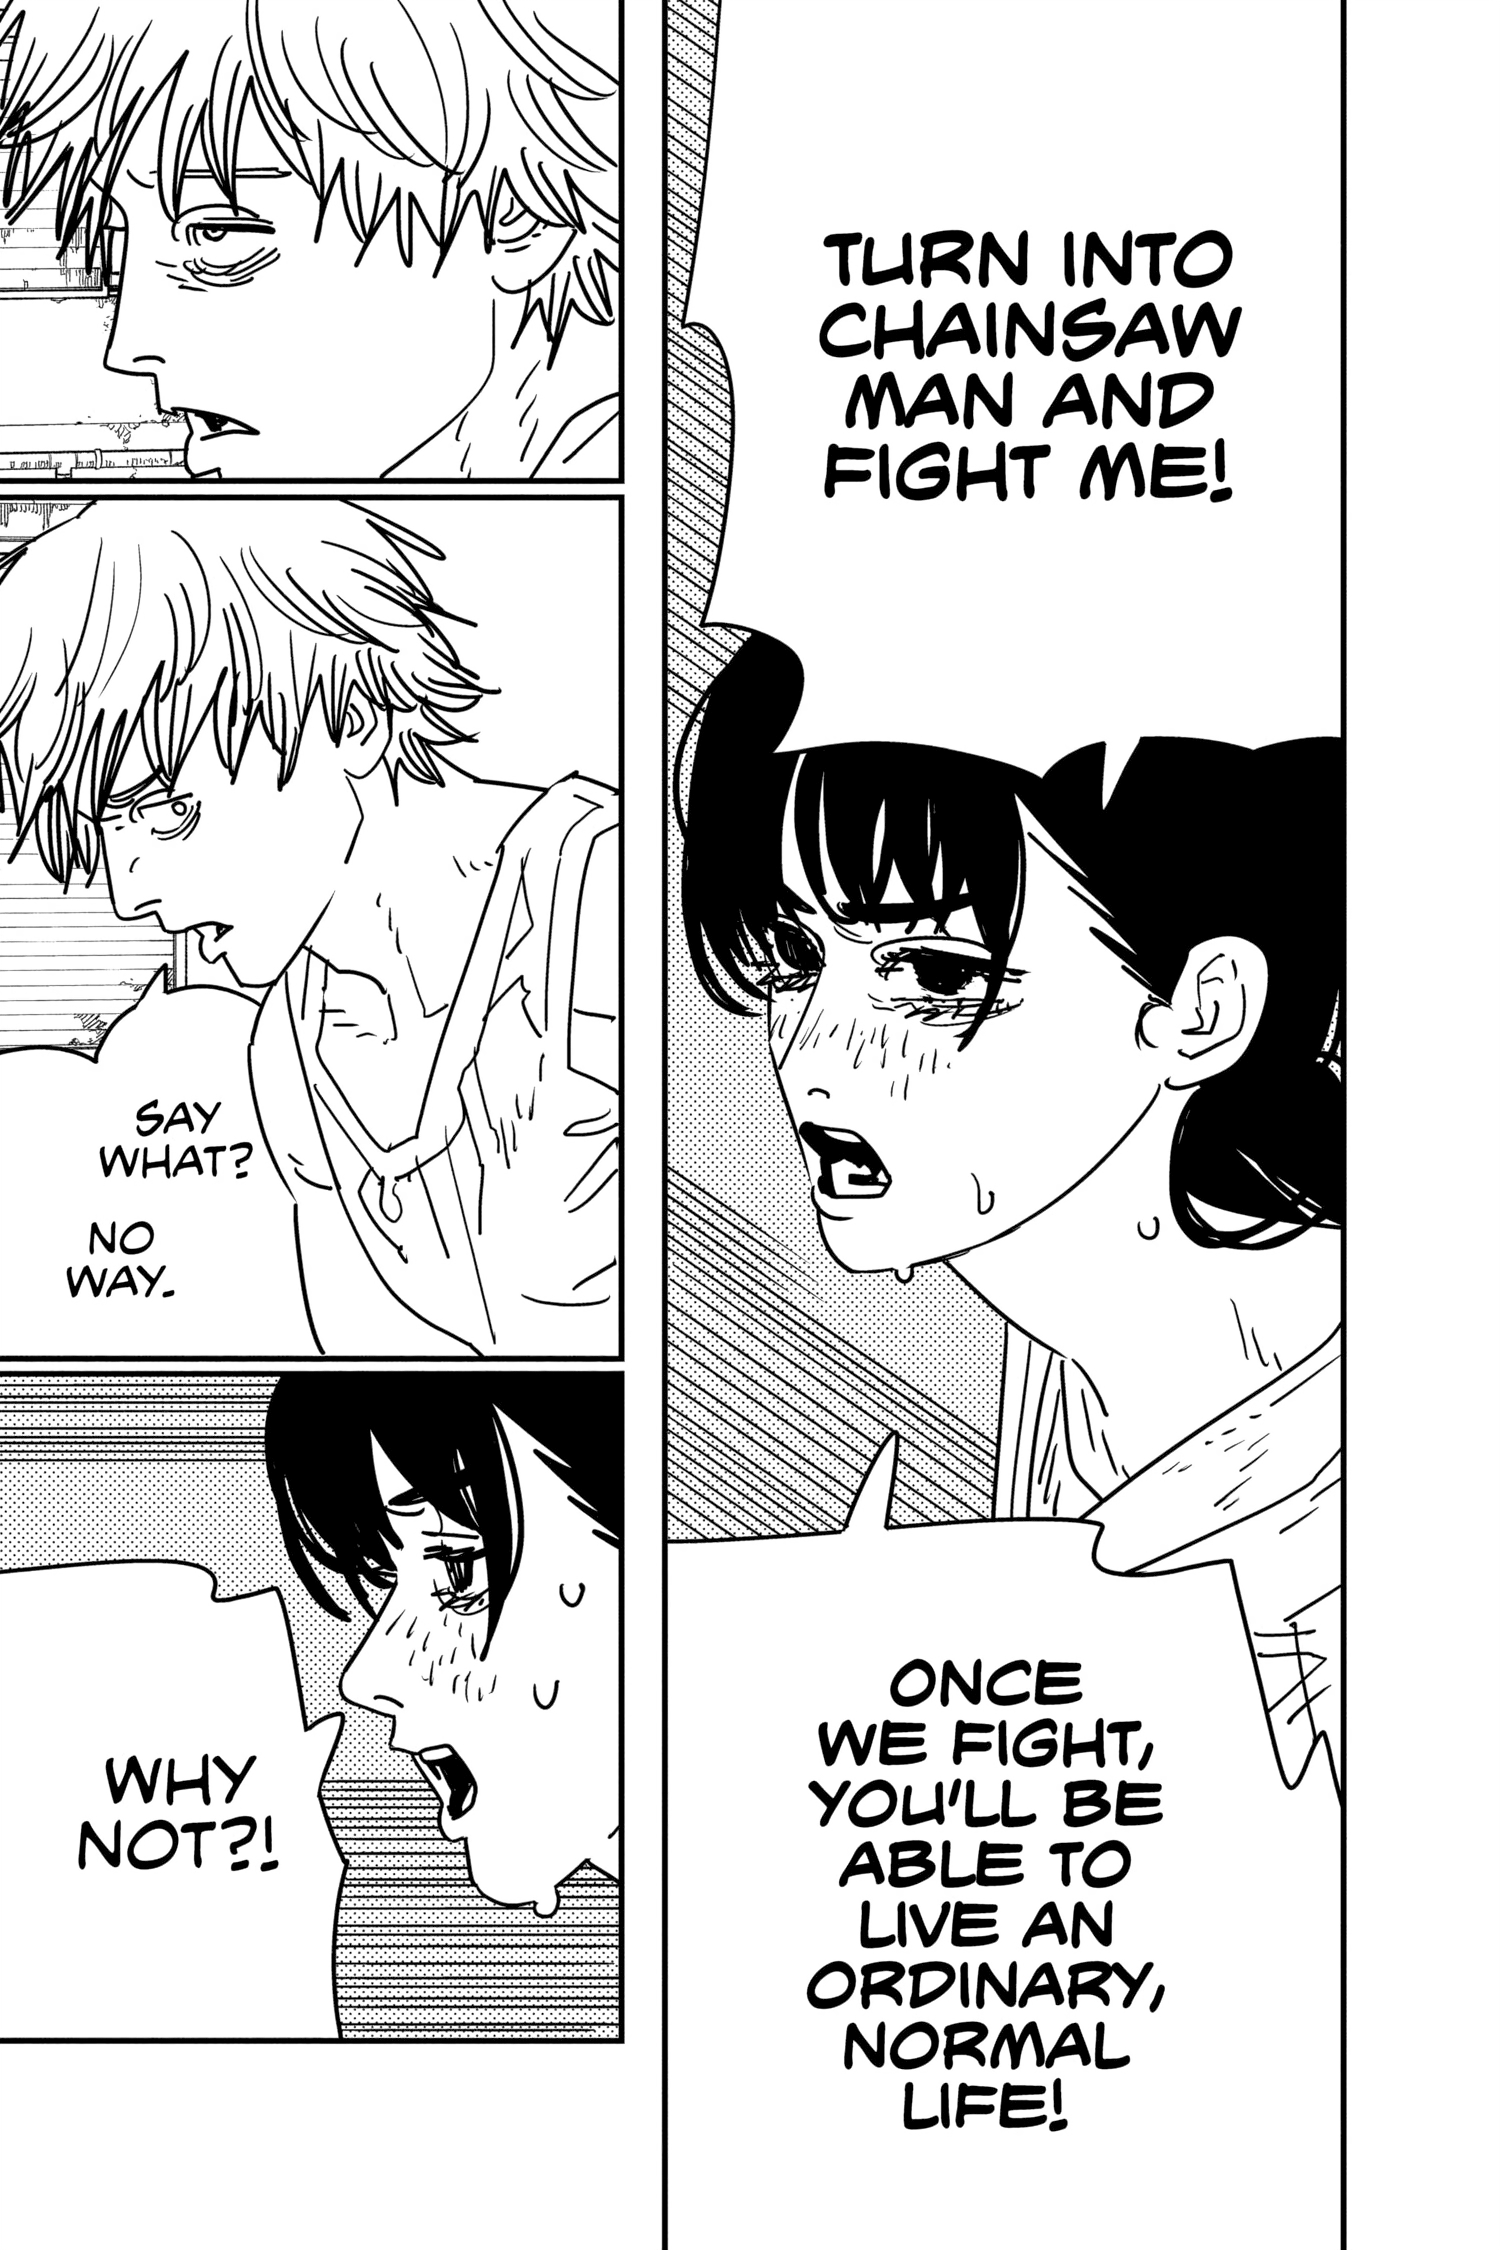 TURN INTO
CHAINSAW
MAN AND
FIGHT ME!
ONCE
WE FIGHT,
YOU'LL BE
ABLE TO
LIVE AN
ORDINARY,
NORMAL
LIFE!
SAY
WHAT?
NO
WAY.
WHY
NOT?!